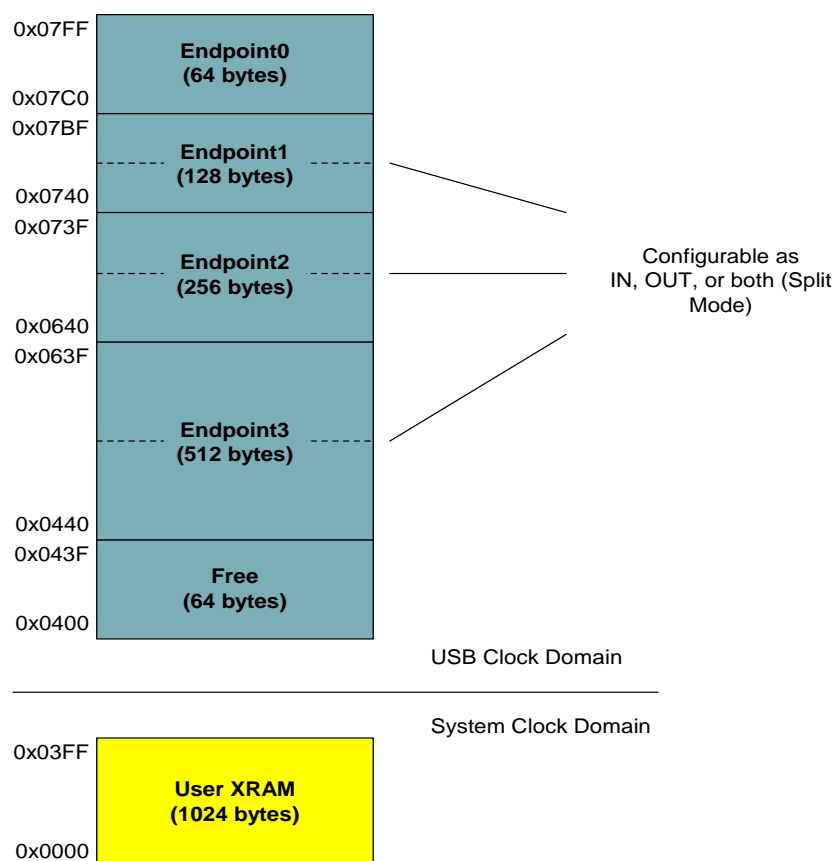 0x07FF
Endpoint0
(64 bytes)
0x07C0
0x07BF
Endpoint1
(128 bytes)
0x0740
0x073F
Endpoint2
(256 bytes)
0x0640
0x063F
Endpoint3
(512 bytes)
0x0440
0x043F
Free
(64 bytes)
0x0400
Configurable as
IN, OUT, or both (Split
Mode)
USB Clock Domain
System Clock Domain
0x03FF
User XRAM
(1024 bytes)
0x0000